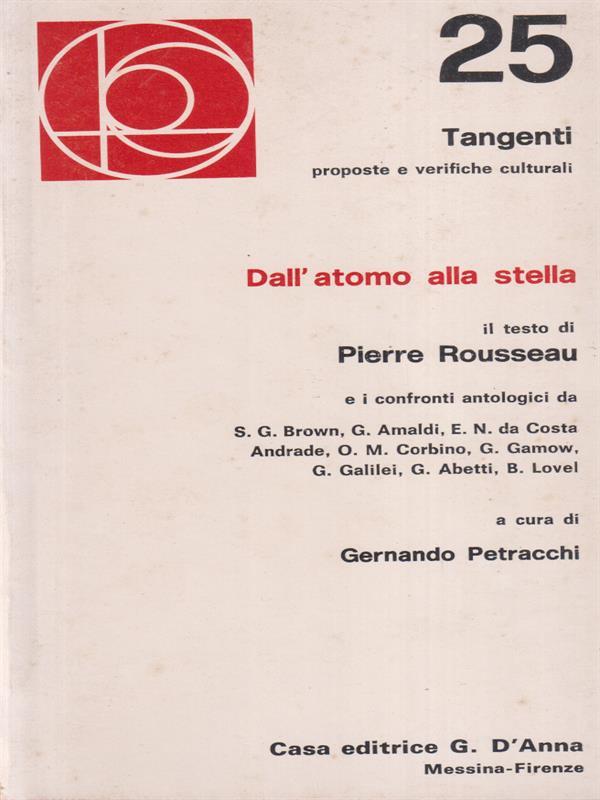 25
Tangenti
proposte e verifiche culturali
Dall'atomo alla stella
il testo di
Pierre Rousseau
e i confronti antologici da
S. G. Brown, G. Amaldi, E. N. da Costa
Andrade, O. M. Corbino, G. Gamow,
G. Galilei, G. Abetti, B. Lovel
a cura di
Gernando Petracchi
Casa editrice G. D'Anna
Messina-Firenze